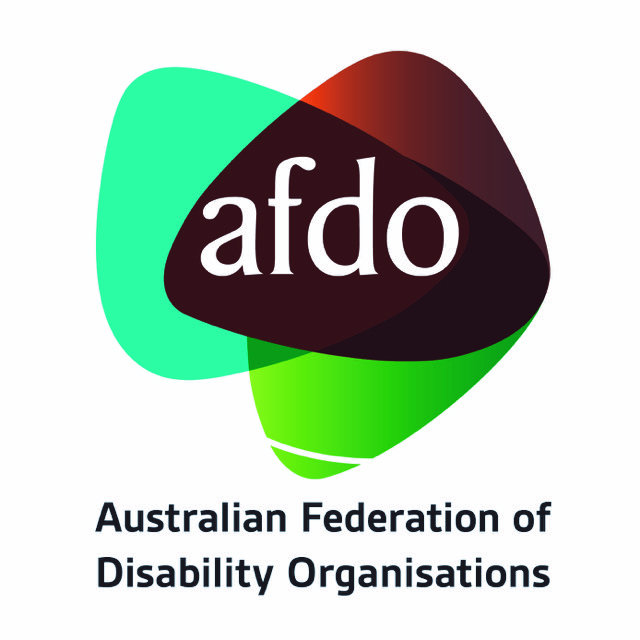 afdo
Australian Federation of
Disability Organisations